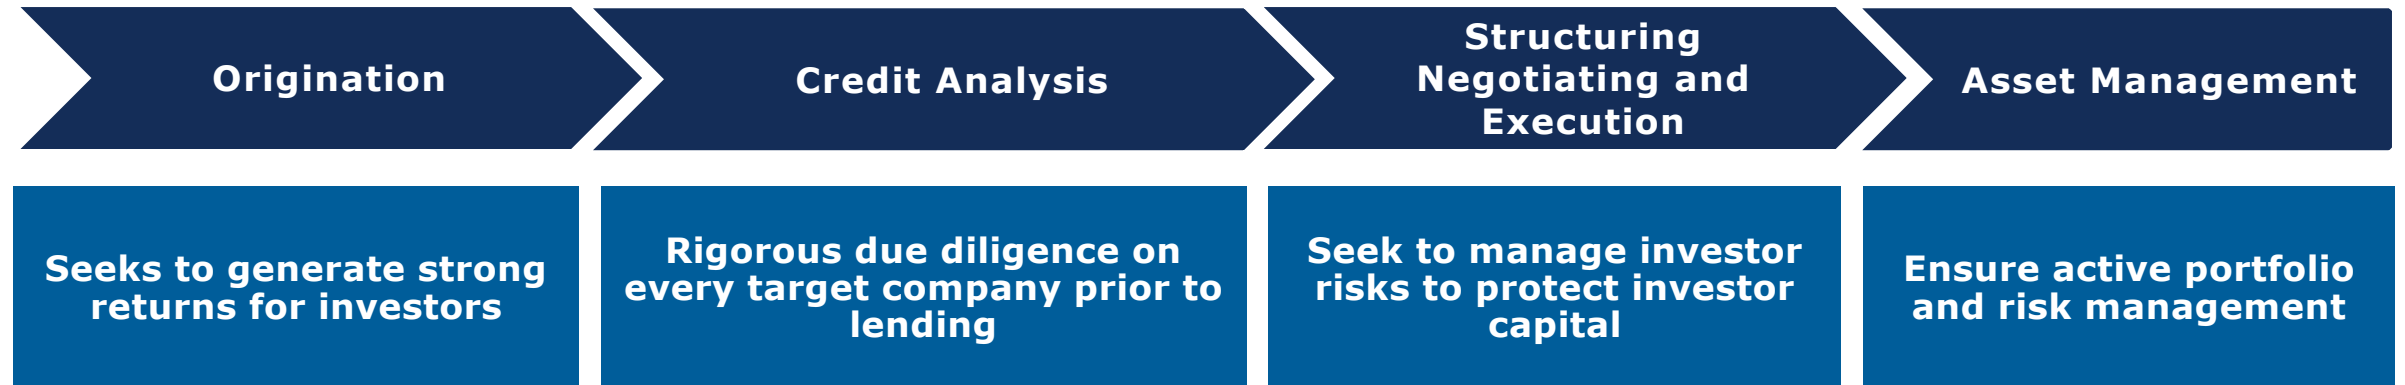 Origination
Credit Analysis
Structuring
Negotiating and
Execution
Asset Management
Seeks to generate strong
returns for investors
Rigorous due diligence on
every target company prior to
lending
Seek to manage investor
risks to protect investor
capital
Ensure active portfolio
and risk management